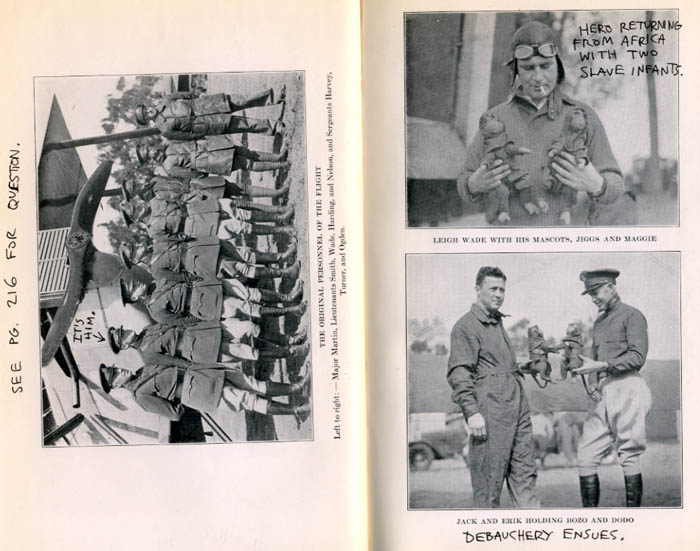 SEE PG. 216 FOR QUESTION.
IT'S
HIM.
THE ORIGINAL PERSONNEL OF THE FLIGHT
Left to right: — Major Martin, Lieutenants Smith, Wade, Harding, and Nelson, and Sergeants Harvey,
Turner, and Ogden.
HERO RETURNING
FROM AFRICA
WITH TWO
SLAVE INFANTS.
LEIGH WADE WITH HIS MASCOTS, JIGGS AND MAGGIE
JACK AND ERIK HOLDING BOZO AND DODO
DEBAUCHERY ENSUES.